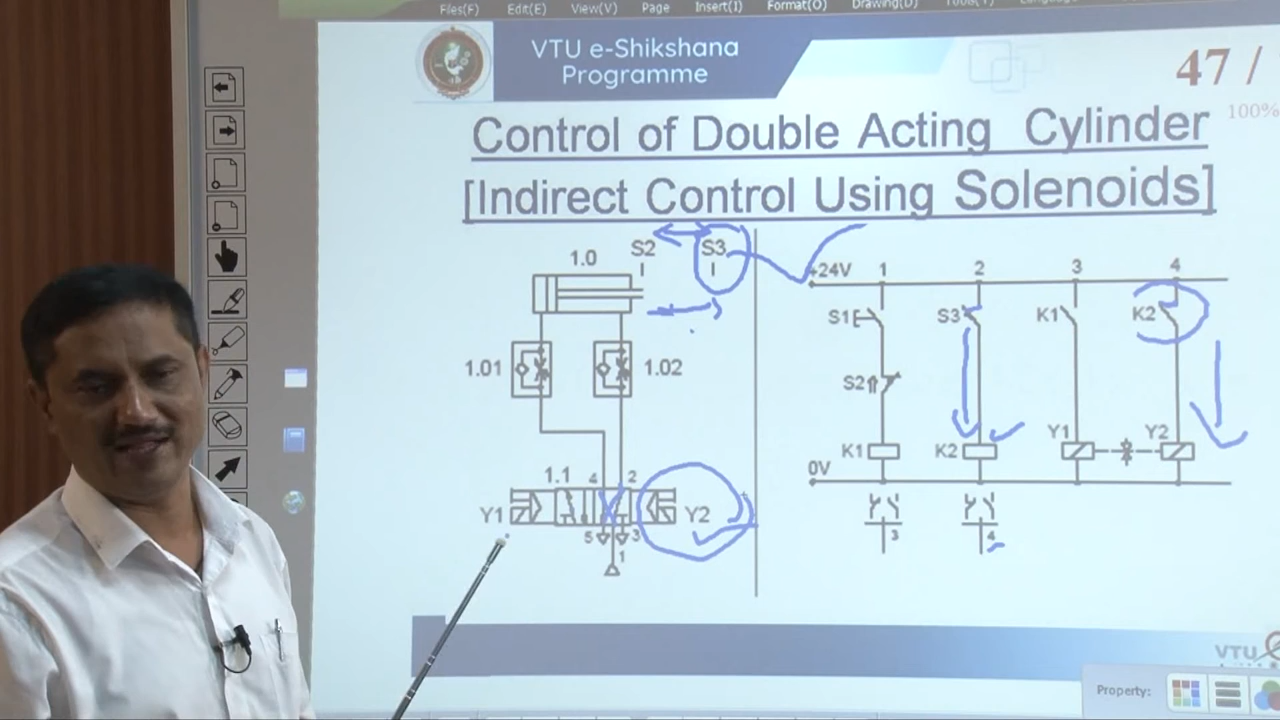 Files(F) Edit(E) View(V) Page Insert(I) Format(O) Drawing(D) Tools(T)
VTU e-Shikshana
Programme
47 /
100%
Control of Double Acting Cylinder
[Indirect Control Using Solenoids]
1.0 S2 S3
1.01 1.02
1.1 4 2
Y1 Y2
5 3
1
+24V 1 2 3 4
S1 S3 K1 K2
S2
K1 K2 Y1 Y2
0V
3 4
VTU
Property: